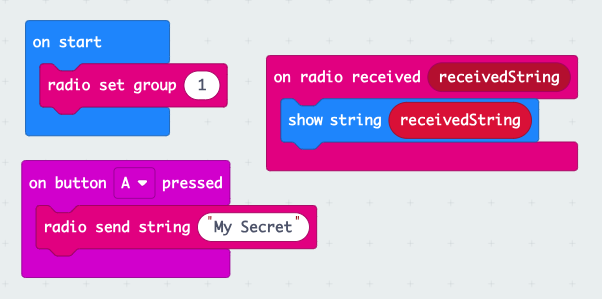 on start
radio set group 1
on radio received receivedString
show string receivedString
on button A pressed
radio send string "My Secret"